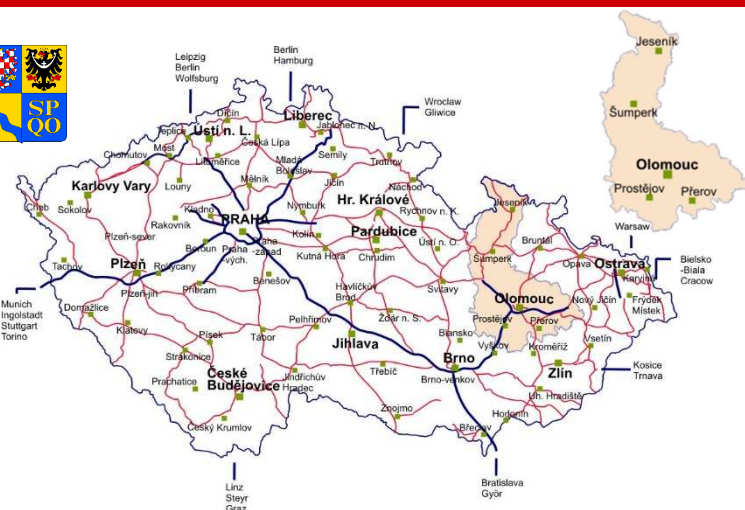 SP
QO
Leipzig
Berlin
Wolfsburg
Berlin
Hamburg
Wroclaw
Gliwice
Jeseník
Šumperk
Olomouc
Prostějov
Přerov
Warsaw
Bielsko
-Biala
Cracow
Kosice
Trnava
Bratislava
Györ
Linz
Steyr
Graz
Munich
Ingolstadt
Stuttgart
Torino
Děčín
Liberec
Jablonec n. N.
Teplice
Ústí n. L.
Česká Lípa
Most
Chomutov
Litoměřice
Mladá
Boleslav
Semily
Trutnov
Karlovy Vary
Louny
Mělník
Jičín
Náchod
Cheb
Sokolov
Kladno
Nymburk
Hr. Králové
Rychnov n. K.
Jeseník
Rakovník
PRAHA
Kolín
Pardubice
Plzeň-sever
Beroun
Praha
-vých.
Praha
-západ
Kutná Hora
Chrudim
Ústí n. O.
Šumperk
Bruntál
Opava
Ostrava
Karviná
Tachov
Plzeň
Rokycany
Plzeň-jih
Příbram
Benešov
Havlíčkův
Brod
Svitavy
Olomouc
Nový Jičín
Frýdek
Místek
Domažlice
Klatovy
Písek
Tábor
Pelhřimov
Žďár n. S.
Blansko
Prostějov
Přerov
Strakonice
Jihlava
Vyškov
Kroměříž
Vsetín
Prachatice
České
Budějovice
Jindřichův
Hradec
Třebíč
Brno
Brno-venkov
Zlín
Český Krumlov
Znojmo
Uh. Hradiště
Hodonín
Břeclav